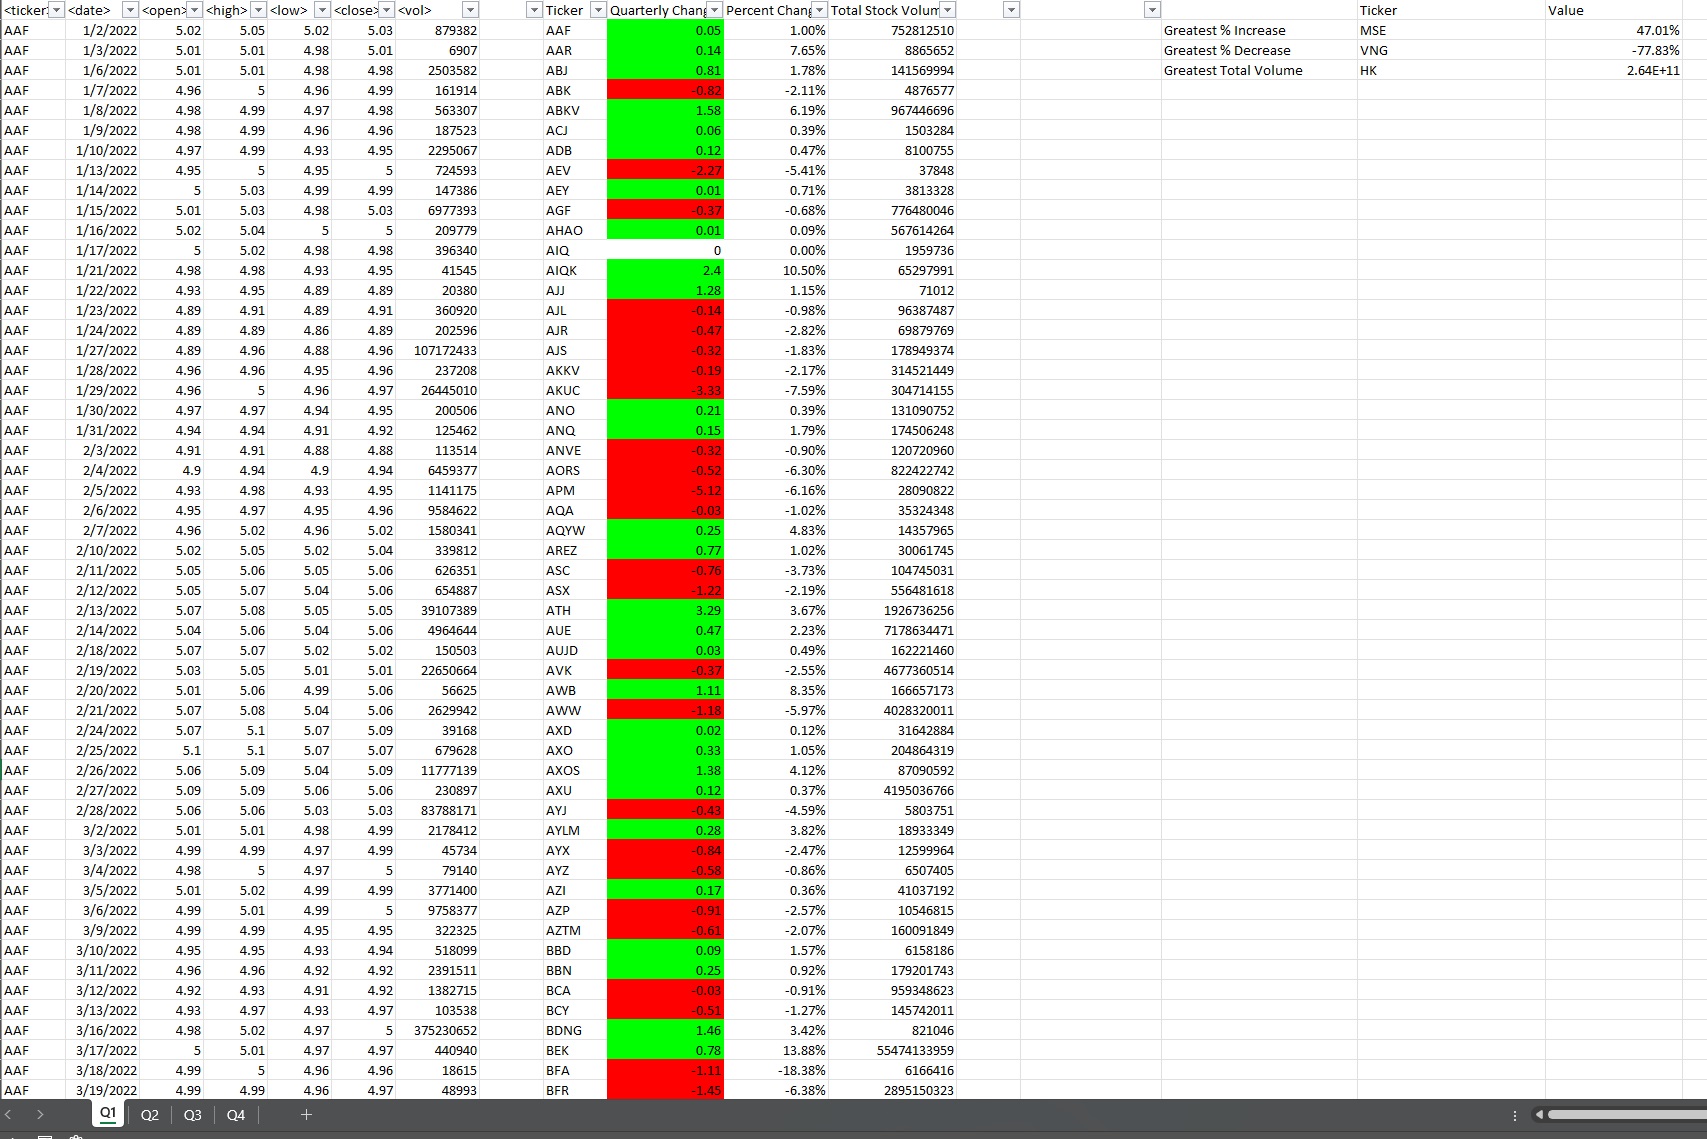 <ticker> <date> <open> <high> <low> <close> <vol> Ticker Quarterly Chang Percent Chang Total Stock Volum Ticker Value
AAF 1/2/2022 5.02 5.05 5.02 5.03 879382 AAF 0.05 1.00% 752812510 Greatest % Increase MSE 47.01%
AAF 1/3/2022 5.01 5.01 4.98 5.01 6907 AAR 0.14 7.65% 8865652 Greatest % Decrease VNG -77.83%
AAF 1/6/2022 5.01 5.01 4.98 4.98 2503582 ABJ 0.81 1.78% 141569994 Greatest Total Volume HK 2.64E+11
AAF 1/7/2022 4.96 5 4.96 4.99 161914 ABK -0.82 -2.11% 4876577
AAF 1/8/2022 4.98 4.99 4.97 4.98 563307 ABKV 1.58 6.19% 967446696
AAF 1/9/2022 4.98 4.99 4.96 4.96 187523 ACJ 0.06 0.39% 1503284
AAF 1/10/2022 4.97 4.99 4.93 4.95 2295067 ADB 0.12 0.47% 8100755
AAF 1/13/2022 4.95 5 4.95 5 724593 AEV -2.27 -5.41% 37848
AAF 1/14/2022 5 5.03 4.99 4.99 147386 AEY 0.01 0.71% 3813328
AAF 1/15/2022 5.01 5.03 4.98 5.03 6977393 AGF -0.37 -0.68% 776480046
AAF 1/16/2022 5.02 5.04 5 5 209779 AHAO 0.01 0.09% 567614264
AAF 1/17/2022 5 5.02 4.98 4.98 396340 AIQ 0 0.00% 1959736
AAF 1/21/2022 4.98 4.98 4.93 4.95 41545 AIQK 2.4 10.50% 65297991
AAF 1/22/2022 4.93 4.95 4.89 4.89 20380 AJJ 1.28 1.15% 71012
AAF 1/23/2022 4.89 4.91 4.89 4.91 360920 AJL -0.14 -0.98% 96387487
AAF 1/24/2022 4.89 4.89 4.86 4.89 202596 AJR -0.47 -2.82% 69879769
AAF 1/27/2022 4.89 4.96 4.88 4.96 107172433 AJS -0.32 -1.83% 178949374
AAF 1/28/2022 4.96 4.96 4.95 4.96 237208 AKKV -0.19 -2.17% 314521449
AAF 1/29/2022 4.96 5 4.96 4.97 26445010 AKUC -3.33 -7.59% 304714155
AAF 1/30/2022 4.97 4.97 4.94 4.95 200506 ANO 0.21 0.39% 131090752
AAF 1/31/2022 4.94 4.94 4.91 4.92 125462 ANQ 0.15 1.79% 174506248
AAF 2/3/2022 4.91 4.91 4.88 4.88 113514 ANVE -0.32 -0.90% 120720960
AAF 2/4/2022 4.9 4.94 4.9 4.94 6459377 AORS -0.52 -6.30% 822422742
AAF 2/5/2022 4.93 4.98 4.93 4.95 1141175 APM -5.12 -6.16% 28090822
AAF 2/6/2022 4.95 4.97 4.95 4.96 9584622 AQA -0.03 -1.02% 35324348
AAF 2/7/2022 4.96 5.02 4.96 5.02 1580341 AQYW 0.25 4.83% 14357965
AAF 2/10/2022 5.02 5.05 5.02 5.04 339812 AREZ 0.77 1.02% 30061745
AAF 2/11/2022 5.05 5.06 5.05 5.06 626351 ASC -0.76 -3.73% 104745031
AAF 2/12/2022 5.05 5.07 5.04 5.06 654887 ASX -1.22 -2.19% 556481618
AAF 2/13/2022 5.07 5.08 5.05 5.05 39107389 ATH 3.29 3.67% 1926736256
AAF 2/14/2022 5.04 5.06 5.04 5.06 4964644 AUE 0.47 2.23% 7178634471
AAF 2/18/2022 5.07 5.07 5.02 5.02 150503 AUJD 0.03 0.49% 162221460
AAF 2/19/2022 5.03 5.05 5.01 5.01 22650664 AVK -0.37 -2.55% 4677360514
AAF 2/20/2022 5.01 5.06 4.99 5.06 56625 AWB 1.11 8.35% 166657173
AAF 2/21/2022 5.07 5.08 5.04 5.06 2629942 AWW -1.18 -5.97% 4028320011
AAF 2/24/2022 5.07 5.1 5.07 5.09 39168 AXD 0.02 0.12% 31642884
AAF 2/25/2022 5.1 5.1 5.07 5.07 679628 AXO 0.33 1.05% 204864319
AAF 2/26/2022 5.06 5.09 5.04 5.09 11777139 AXOS 1.38 4.12% 87090592
AAF 2/27/2022 5.09 5.09 5.06 5.06 230897 AXU 0.12 0.37% 4195036766
AAF 2/28/2022 5.06 5.06 5.03 5.03 83788171 AYJ -0.43 -4.59% 5803751
AAF 3/2/2022 5.01 5.01 4.98 4.99 2178412 AYLM 0.28 3.82% 18933349
AAF 3/3/2022 4.99 4.99 4.97 4.99 45734 AYX -0.84 -2.47% 12599964
AAF 3/4/2022 4.98 5 4.97 5 79140 AYZ -0.58 -0.86% 6507405
AAF 3/5/2022 5.01 5.02 4.99 4.99 3771400 AZI 0.17 0.36% 41037192
AAF 3/6/2022 4.99 5.01 4.99 5 9758377 AZP -0.91 -2.57% 10546815
AAF 3/9/2022 4.99 4.99 4.95 4.95 322325 AZTM -0.61 -2.07% 160091849
AAF 3/10/2022 4.95 4.95 4.93 4.94 518099 BBD 0.09 1.57% 6158186
AAF 3/11/2022 4.96 4.96 4.92 4.92 2391511 BBN 0.25 0.92% 179201743
AAF 3/12/2022 4.92 4.93 4.91 4.92 1382715 BCA -0.03 -0.91% 959348623
AAF 3/13/2022 4.93 4.97 4.93 4.97 103538 BCY -0.51 -1.27% 145742011
AAF 3/16/2022 4.98 5.02 4.97 5 375230652 BDNG 1.46 3.42% 821046
AAF 3/17/2022 5 5.01 4.97 4.97 440940 BEK 0.78 13.88% 55474133959
AAF 3/18/2022 4.99 5 4.96 4.96 18615 BFA -1.11 -18.38% 6166416
AAF 3/19/2022 4.99 4.99 4.96 4.97 48993 BFR -1.45 -6.38% 2895150323
Q1 Q2 Q3 Q4